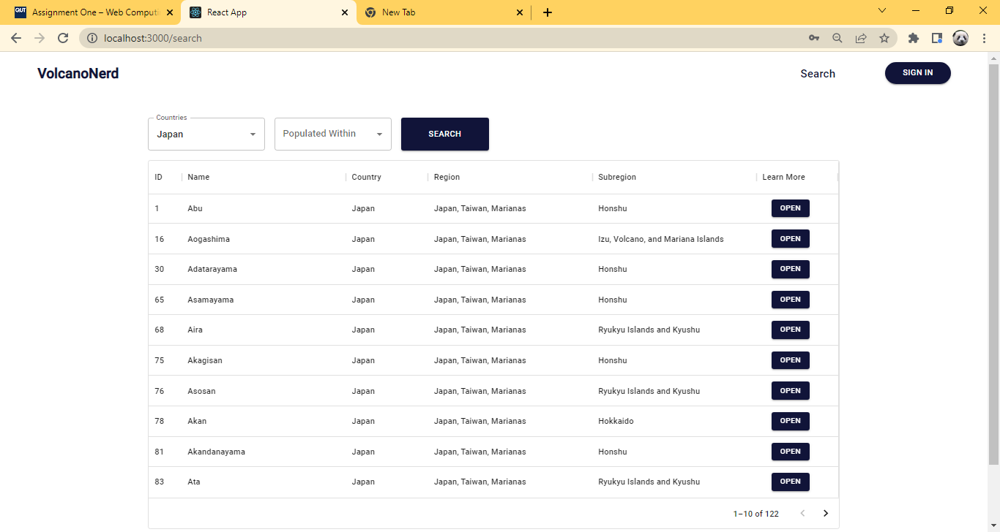 QUT Assignment One – Web Computi
React App
New Tab
localhost:3000/search
VolcanoNerd
Search
SIGN IN
Countries
Japan
Populated Within
SEARCH
ID Name Country Region Subregion Learn More
1 Abu Japan Japan, Taiwan, Marianas Honshu OPEN
16 Aogashima Japan Japan, Taiwan, Marianas Izu, Volcano, and Mariana Islands OPEN
30 Adatarayama Japan Japan, Taiwan, Marianas Honshu OPEN
65 Asamayama Japan Japan, Taiwan, Marianas Honshu OPEN
68 Aira Japan Japan, Taiwan, Marianas Ryukyu Islands and Kyushu OPEN
75 Akagisan Japan Japan, Taiwan, Marianas Honshu OPEN
76 Asosan Japan Japan, Taiwan, Marianas Ryukyu Islands and Kyushu OPEN
78 Akan Japan Japan, Taiwan, Marianas Hokkaido OPEN
81 Akandanayama Japan Japan, Taiwan, Marianas Honshu OPEN
83 Ata Japan Japan, Taiwan, Marianas Ryukyu Islands and Kyushu OPEN
1–10 of 122